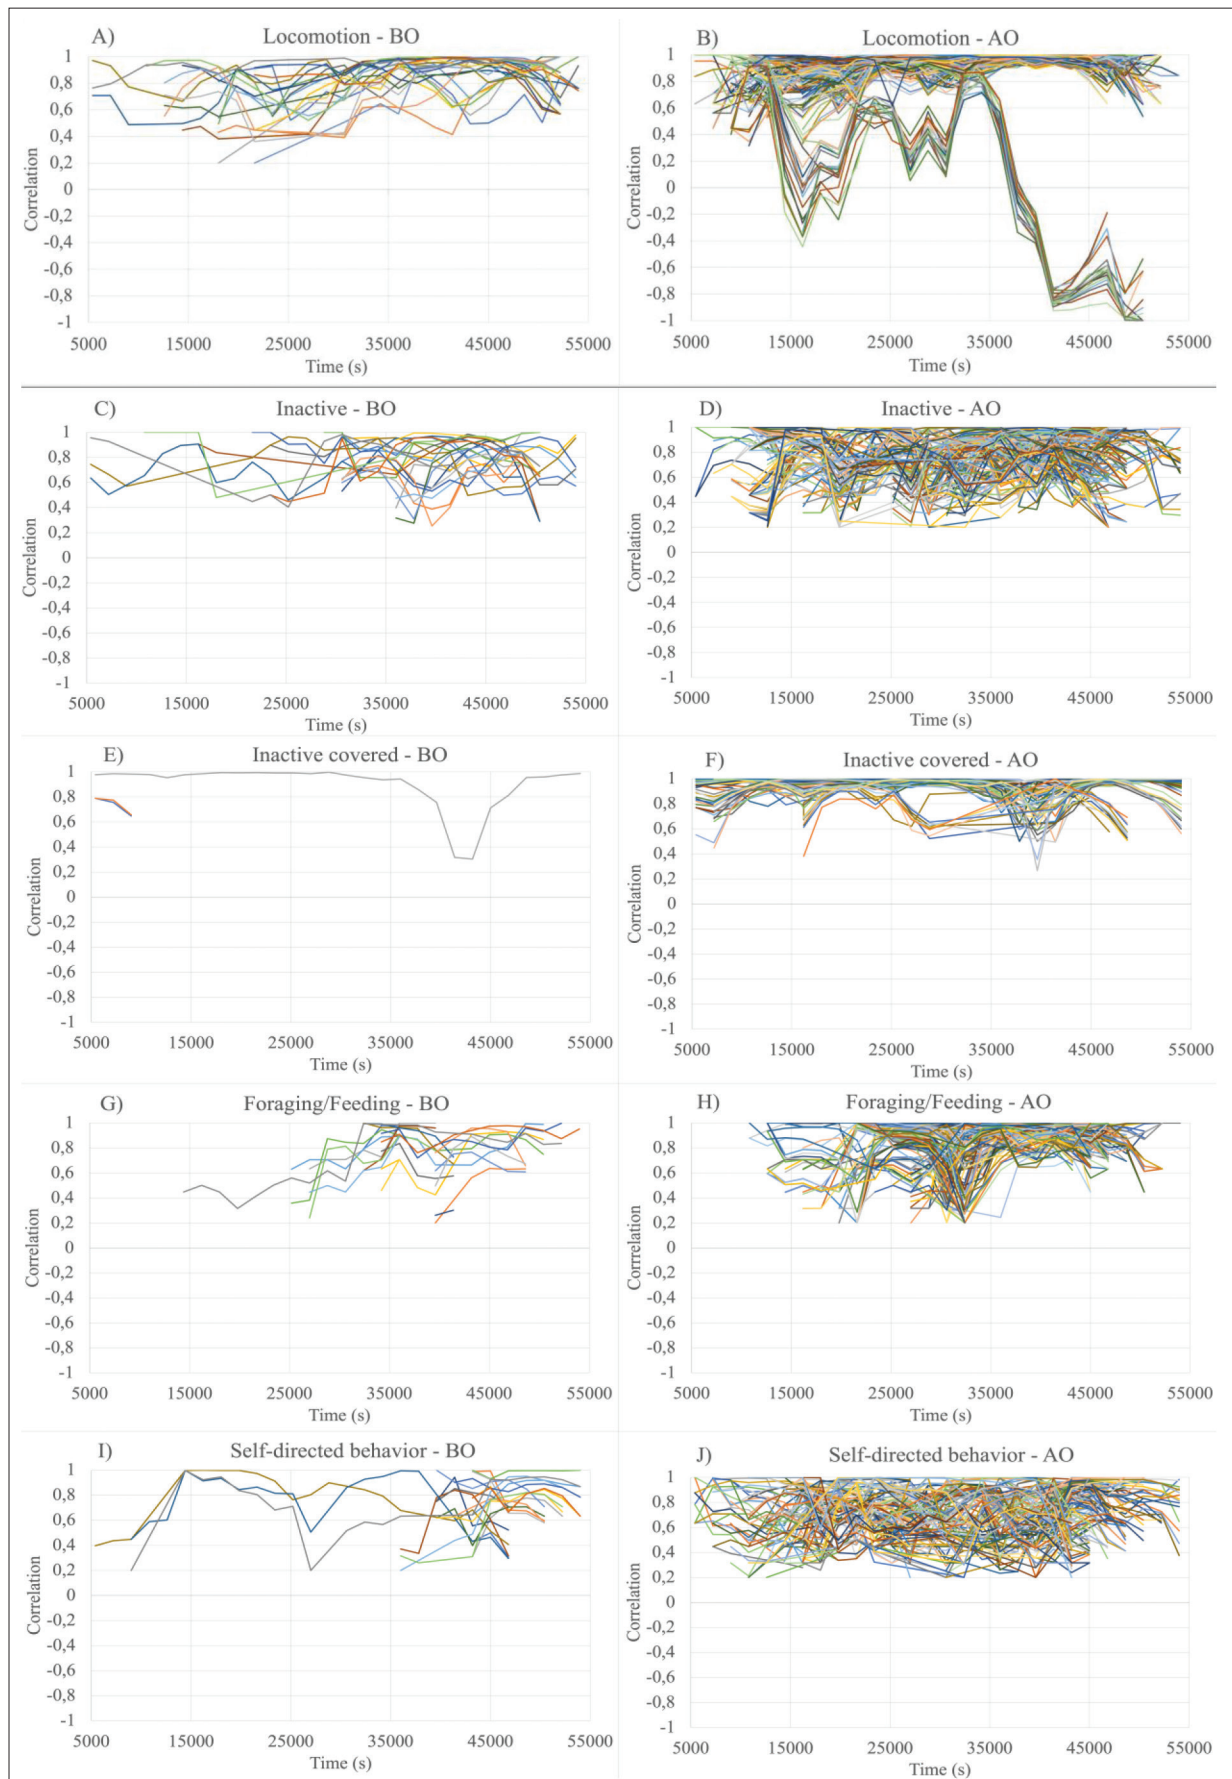 A)
Locomotion - BO
1
0,8
0,6
0,4
0,2
0
-0,2
-0,4
-0,6
-0,8
-1
Correlation
5000 15000 25000 35000 45000 55000
Time (s)
B)
Locomotion - AO
1
0,8
0,6
0,4
0,2
0
-0,2
-0,4
-0,6
-0,8
-1
Correlation
5000 15000 25000 35000 45000 55000
Time (s)
C)
Inactive - BO
1
0,8
0,6
0,4
0,2
0
-0,2
-0,4
-0,6
-0,8
-1
Correlation
5000 15000 25000 35000 45000 55000
Time (s)
D)
Inactive - AO
1
0,8
0,6
0,4
0,2
0
-0,2
-0,4
-0,6
-0,8
-1
Correlation
5000 15000 25000 35000 45000 55000
Time (s)
E)
Inactive covered - BO
1
0,8
0,6
0,4
0,2
0
-0,2
-0,4
-0,6
-0,8
-1
Correlation
5000 15000 25000 35000 45000 55000
Time (s)
F)
Inactive covered - AO
1
0,8
0,6
0,4
0,2
0
-0,2
-0,4
-0,6
-0,8
-1
Correlation
5000 15000 25000 35000 45000 55000
Time (s)
G)
Foraging/Feeding - BO
1
0,8
0,6
0,4
0,2
0
-0,2
-0,4
-0,6
-0,8
-1
Correlation
5000 15000 25000 35000 45000 55000
Time (s)
H)
Foraging/Feeding - AO
1
0,8
0,6
0,4
0,2
0
-0,2
-0,4
-0,6
-0,8
-1
Corrrelation
5000 15000 25000 35000 45000 55000
Time (s)
I)
Self-directed behavior - BO
1
0,8
0,6
0,4
0,2
0
-0,2
-0,4
-0,6
-0,8
-1
Correlation
5000 15000 25000 35000 45000 55000
Time (s)
J)
Self-directed behavior - AO
1
0,8
0,6
0,4
0,2
0
-0,2
-0,4
-0,6
-0,8
-1
Correlation
5000 15000 25000 35000 45000 55000
Time (s)